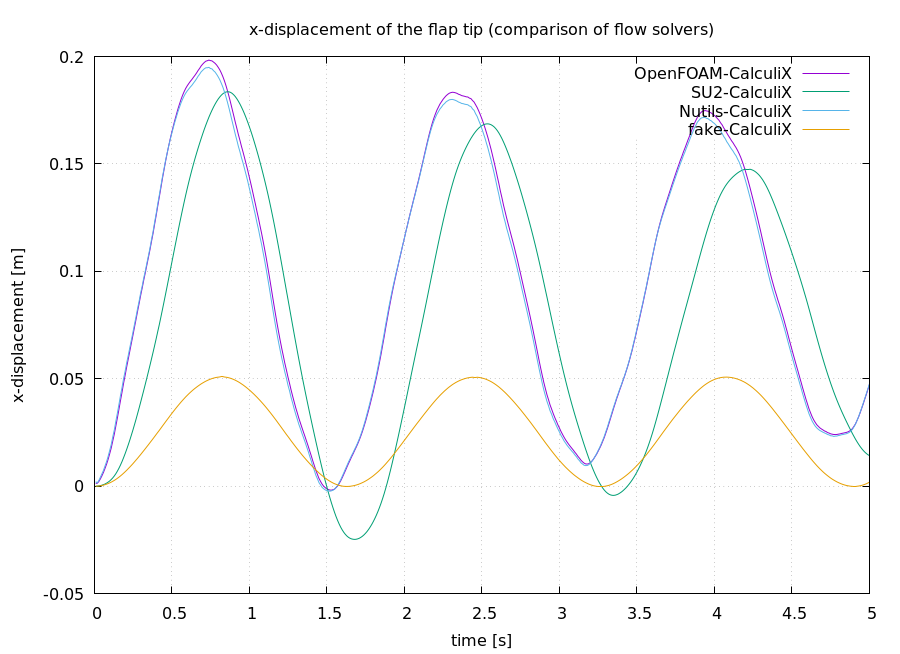 x-displacement of the flap tip (comparison of flow solvers)
0.2
OpenFOAM-CalculiX
SU2-CalculiX
Nutils-CalculiX
fake-CalculiX
0.15
0.1
x-displacement [m]
0.05
0
-0.05
0 0.5 1 1.5 2 2.5 3 3.5 4 4.5 5
time [s]